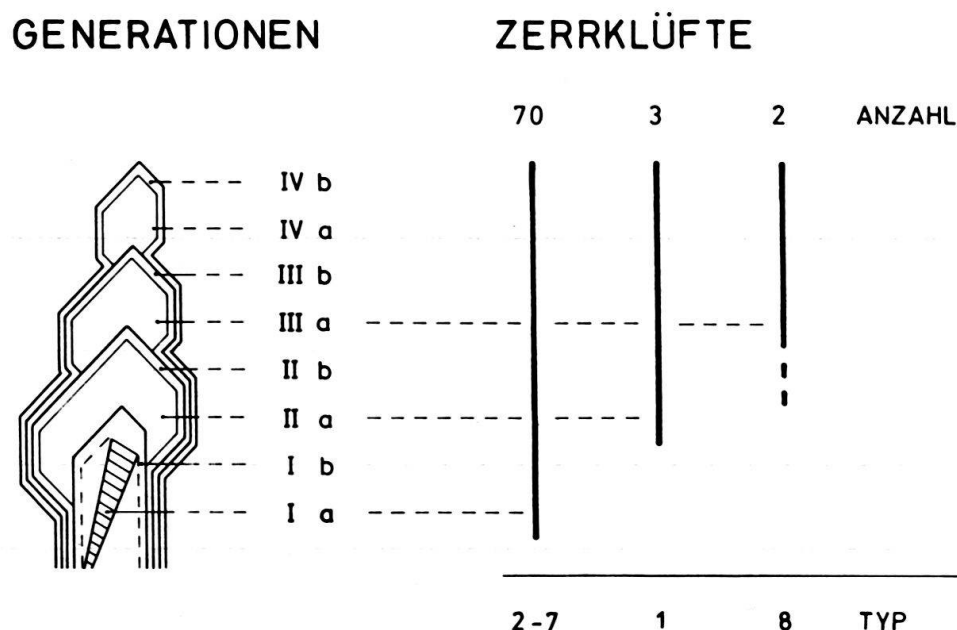 GENERATIONEN ZERRKLÜFTE
70 3 2 ANZAHL
IV b
IV a
III b
III a
II b
II a
I b
I a
2-7 1 8 TYP